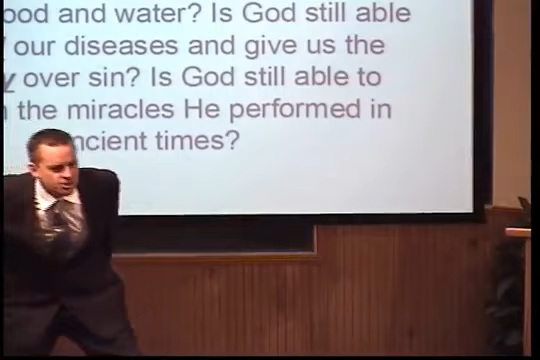 ood and water? Is God still able
our diseases and give us the
y over sin? Is God still able to
the miracles He performed in
ncient times?